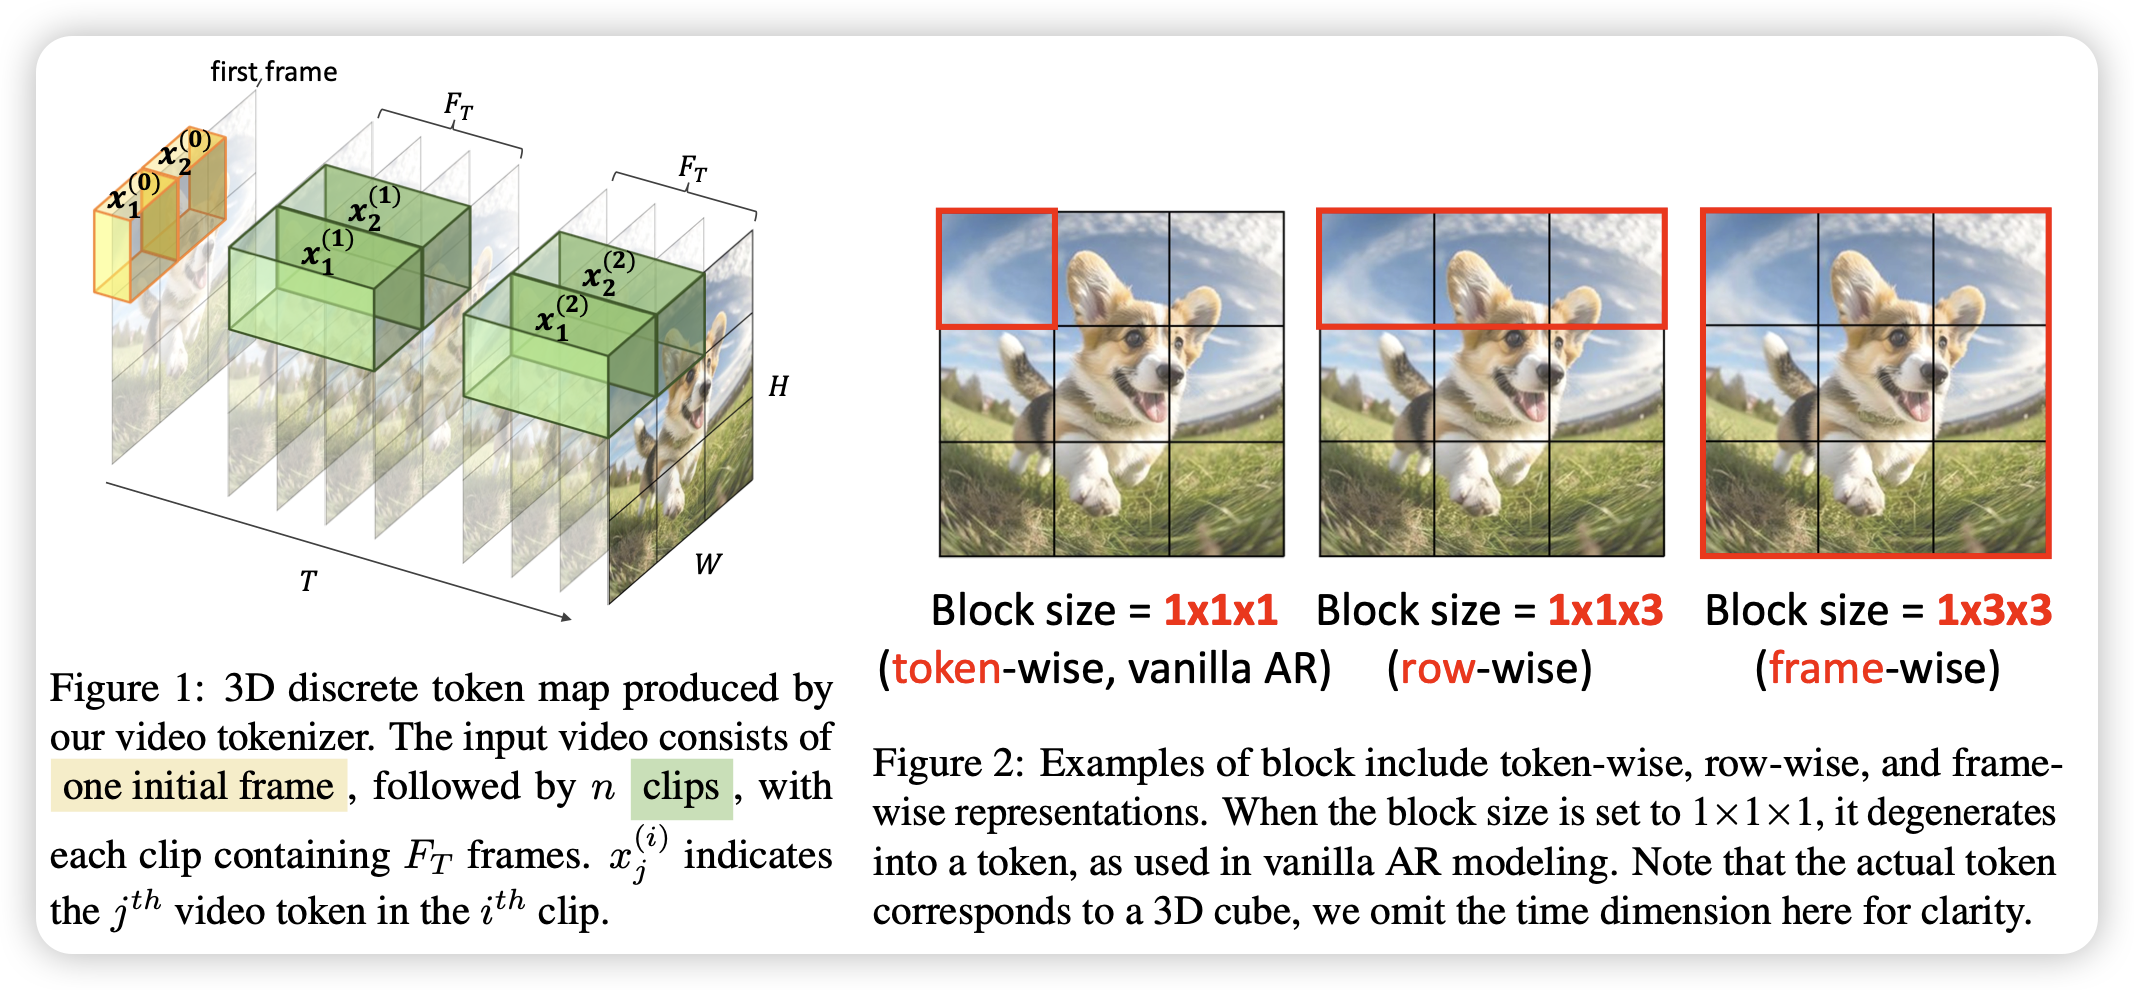 first frame
F_T
F_T
x_1^{(0)}
x_2^{(0)}
x_1^{(1)}
x_2^{(1)}
x_1^{(2)}
x_2^{(2)}
H
W
T
Figure 1: 3D discrete token map produced by
our video tokenizer. The input video consists of
one initial frame , followed by n clips , with
each clip containing F_T frames. x_j^{(i)} indicates
the j^{th} video token in the i^{th} clip.
Block size = 1x1x1
(token-wise, vanilla AR)
Block size = 1x1x3
(row-wise)
Block size = 1x3x3
(frame-wise)
Figure 2: Examples of block include token-wise, row-wise, and frame-
wise representations. When the block size is set to 1×1×1, it degenerates
into a token, as used in vanilla AR modeling. Note that the actual token
corresponds to a 3D cube, we omit the time dimension here for clarity.